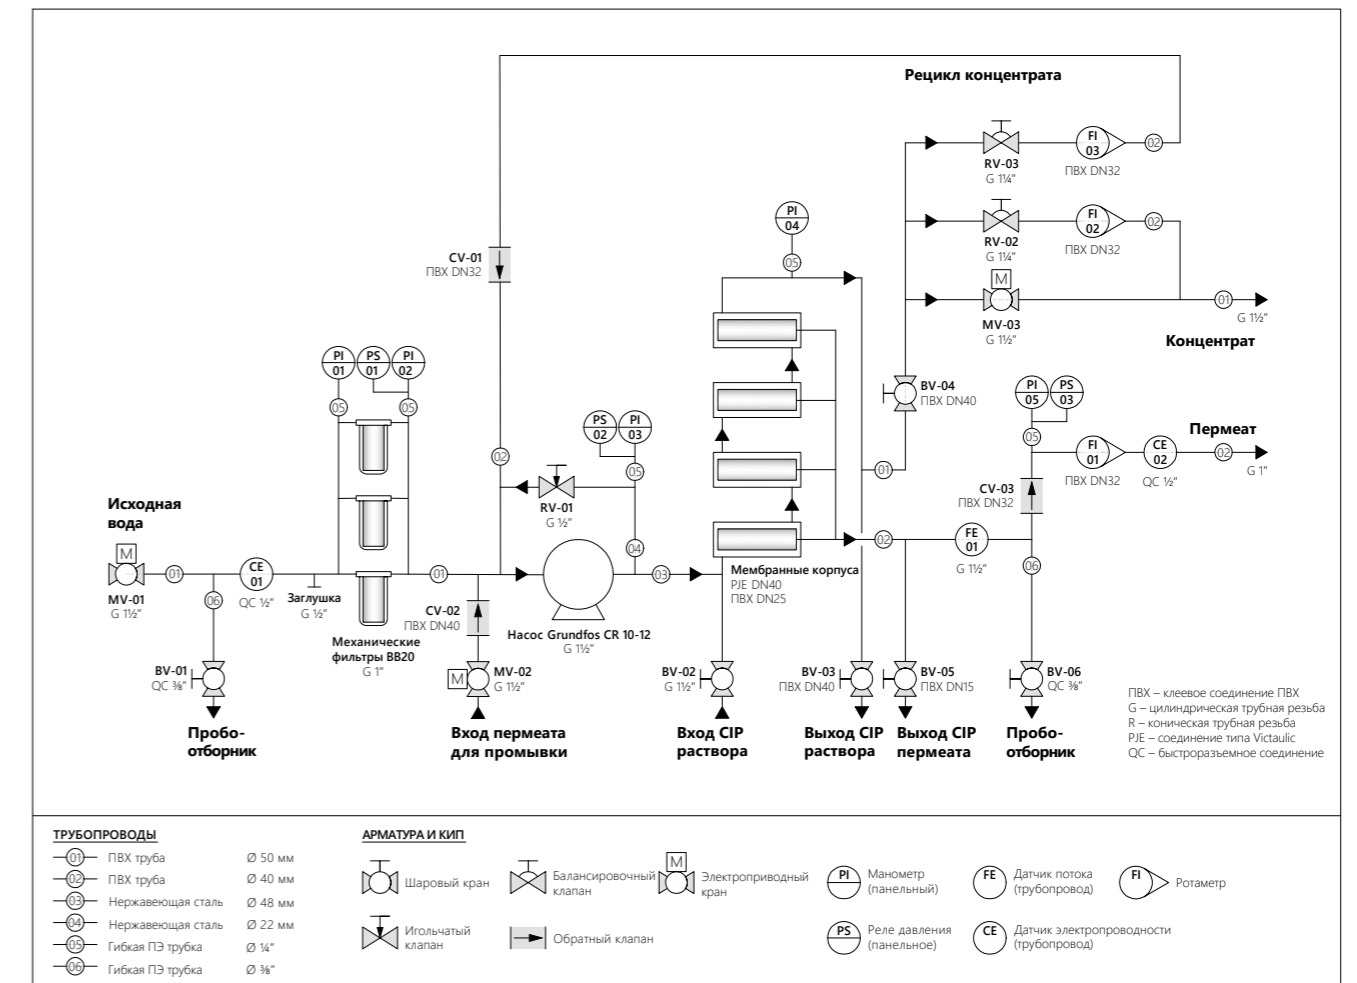 Рецикл концентрата
FI
03
02
RV-03
G 1¼"
ПВХ DN32
PI
04
FI
02
02
RV-02
G 1¼"
ПВХ DN32
CV-01
ПВХ DN32
05
M
01
MV-03
G 1½"
G 1½"
Концентрат
PI
01
PS
01
PI
02
05
05
BV-04
ПВХ DN40
PI
05
PS
03
PS
02
PI
03
05
Пермеат
02
05
01
FI
01
CE
02
02
ПВХ DN32
QC ½"
G 1"
RV-01
G ½"
CV-03
ПВХ DN32
Исходная
вода
M
01
CE
01
01
04
03
02
FE
01
G 1½"
06
MV-01
G 1½"
06
QC ½"
Заглушка
G ½"
CV-02
ПВХ DN40
Мембранные корпуса
PJE DN40
ПВХ DN25
Механические
фильтры BB20
G 1"
Насос Grundfos CR 10-12
G 1½"
BV-01
QC ⅜"
M
MV-02
G 1½"
BV-02
G 1½"
BV-03
ПВХ DN40
BV-05
ПВХ DN15
BV-06
QC ⅜"
Пробо-
отборник
Вход пермеата
для промывки
Вход CIP
раствора
Выход CIP
раствора
Выход CIP
пермеата
Пробо-
отборник
ПВХ – клеевое соединение ПВХ
G – цилиндрическая трубная резьба
R – коническая трубная резьба
PJE – соединение типа Victaulic
QC – быстроразъемное соединение
ТРУБОПРОВОДЫ
01 ПВХ труба Ø 50 мм
02 ПВХ труба Ø 40 мм
03 Нержавеющая сталь Ø 48 мм
04 Нержавеющая сталь Ø 22 мм
05 Гибкая ПЭ трубка Ø ¼"
06 Гибкая ПЭ трубка Ø ⅜"
АРМАТУРА И КИП
Шаровый кран
Балансировочный
клапан
M
Электроприводный
кран
PI
Манометр
(панельный)
FE
Датчик потока
(трубопровод)
FI
Ротаметр
Игольчатый
клапан
Обратный клапан
PS
Реле давления
(панельное)
CE
Датчик электропроводности
(трубопровод)